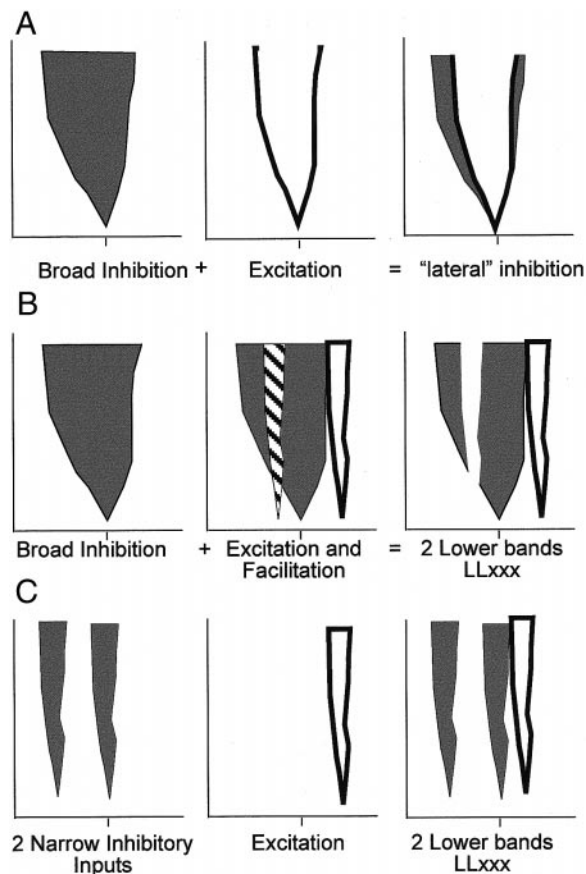 A
Broad Inhibition + Excitation = "lateral" inhibition
B
Broad Inhibition + Excitation and = 2 Lower bands
Facilitation LLxxx
C
2 Narrow Inhibitory Excitation 2 Lower bands
Inputs LLxxx